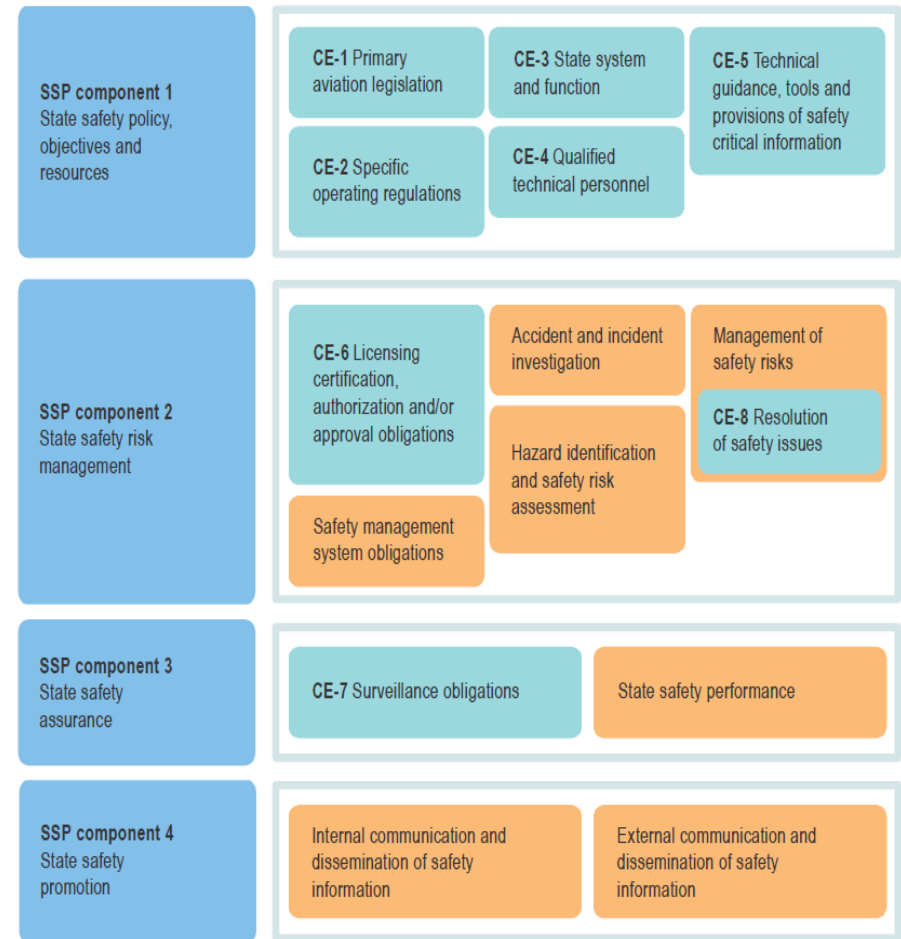 SSP component 1
State safety policy,
objectives and
resources
CE-1 Primary
aviation legislation
CE-2 Specific
operating regulations
CE-3 State system
and function
CE-4 Qualified
technical personnel
CE-5 Technical
guidance, tools and
provisions of safety
critical information
SSP component 2
State safety risk
management
CE-6 Licensing
certification,
authorization and/or
approval obligations
Safety management
system obligations
Accident and incident
investigation
Hazard identification
and safety risk
assessment
Management of
safety risks
CE-8 Resolution
of safety issues
SSP component 3
State safety
assurance
CE-7 Surveillance obligations
State safety performance
SSP component 4
State safety
promotion
Internal communication and
dissemination of safety
information
External communication and
dissemination of safety
information